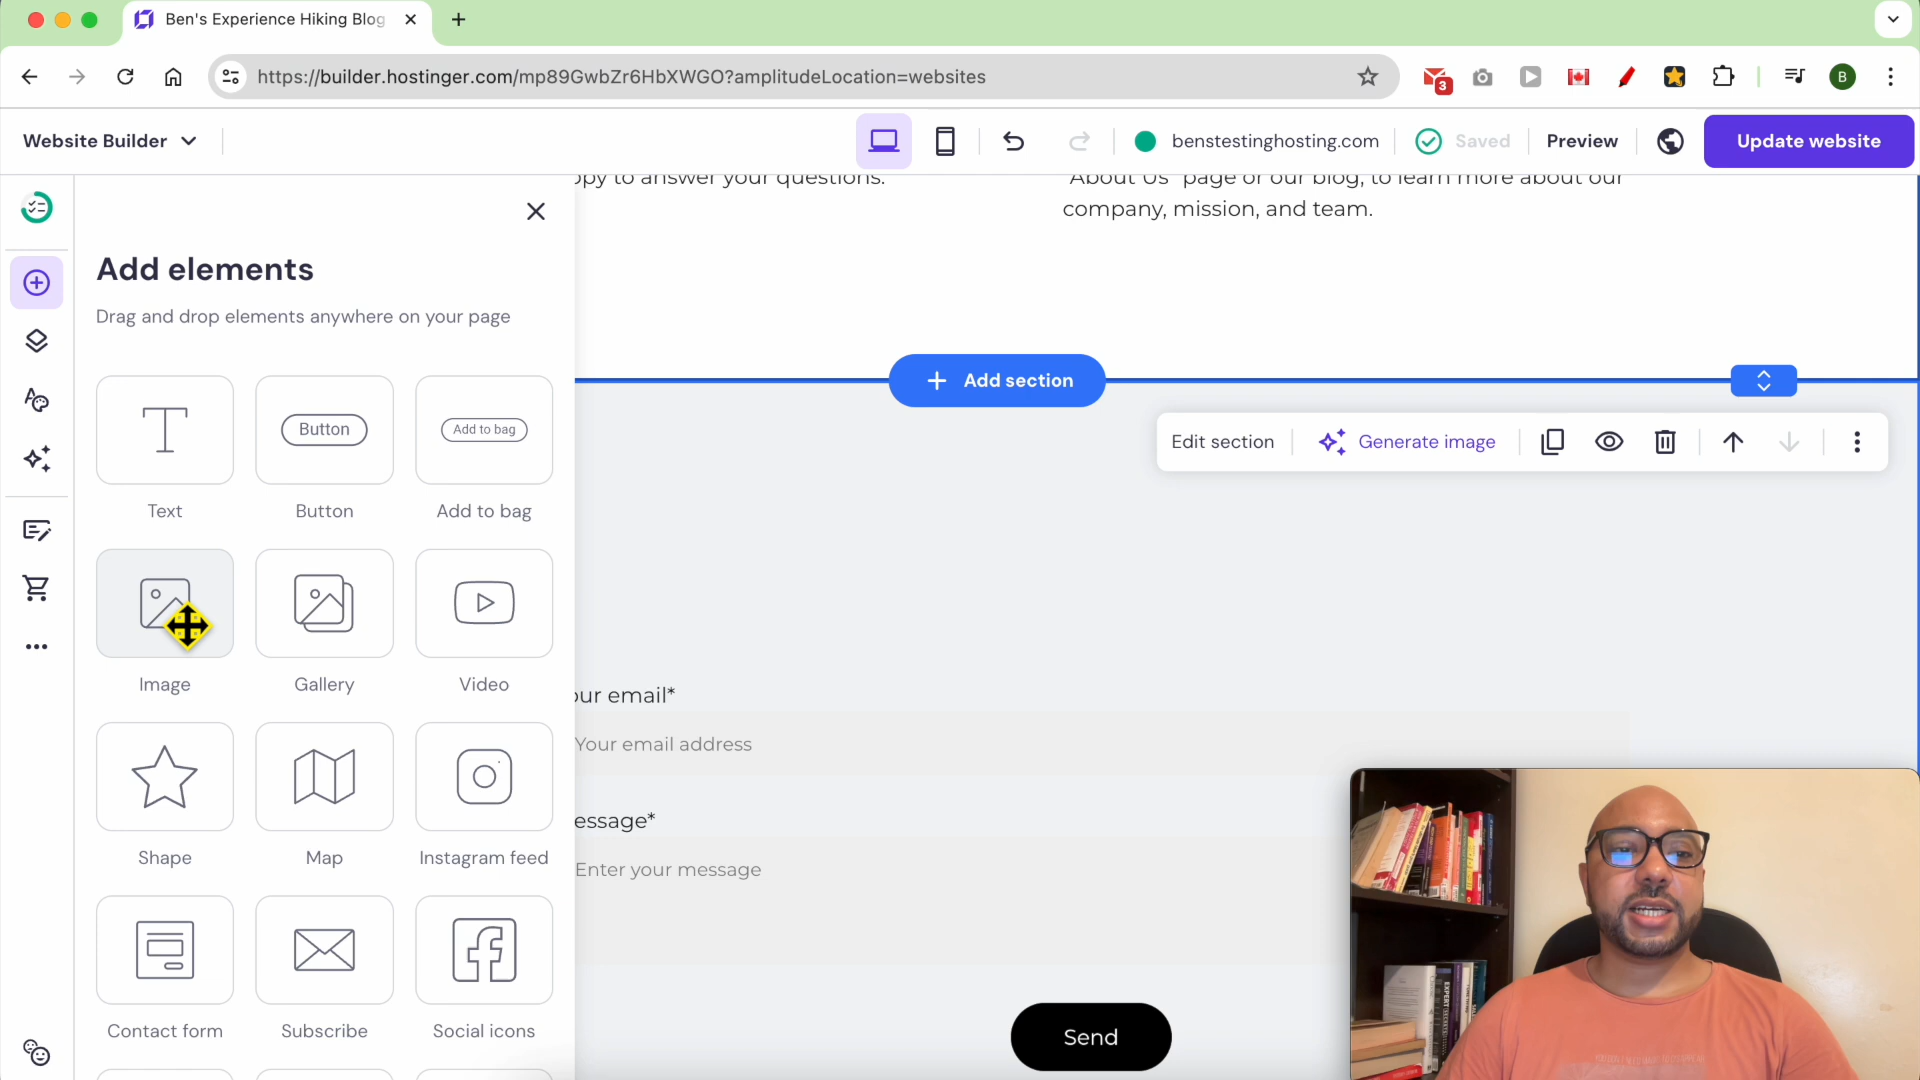 Ben's Experience Hiking Blog
https://builder.hostinger.com/mp89GwbZr6HbXWGO?amplitudeLocation=websites
3
B
Website Builder
benstestinghosting.com
Saved
Preview
Update website
opy to answer your questions.
"About Us" page or our blog, to learn more about our
company, mission, and team.
Add elements
Drag and drop elements anywhere on your page
Add section
Edit section
Generate image
Button
Add to bag
Text
Button
Add to bag
Image
Gallery
Video
our email*
Your email address
essage*
Enter your message
Shape
Map
Instagram feed
Contact form
Subscribe
Social icons
Send